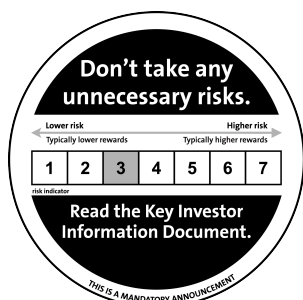 Don't take any
unnecessary risks.
Lower risk Higher risk
Typically lower rewards Typically higher rewards
1 2 3 4 5 6 7
risk indicator
Read the Key Investor
Information Document.
THIS IS A MANDATORY ANNOUNCEMENT